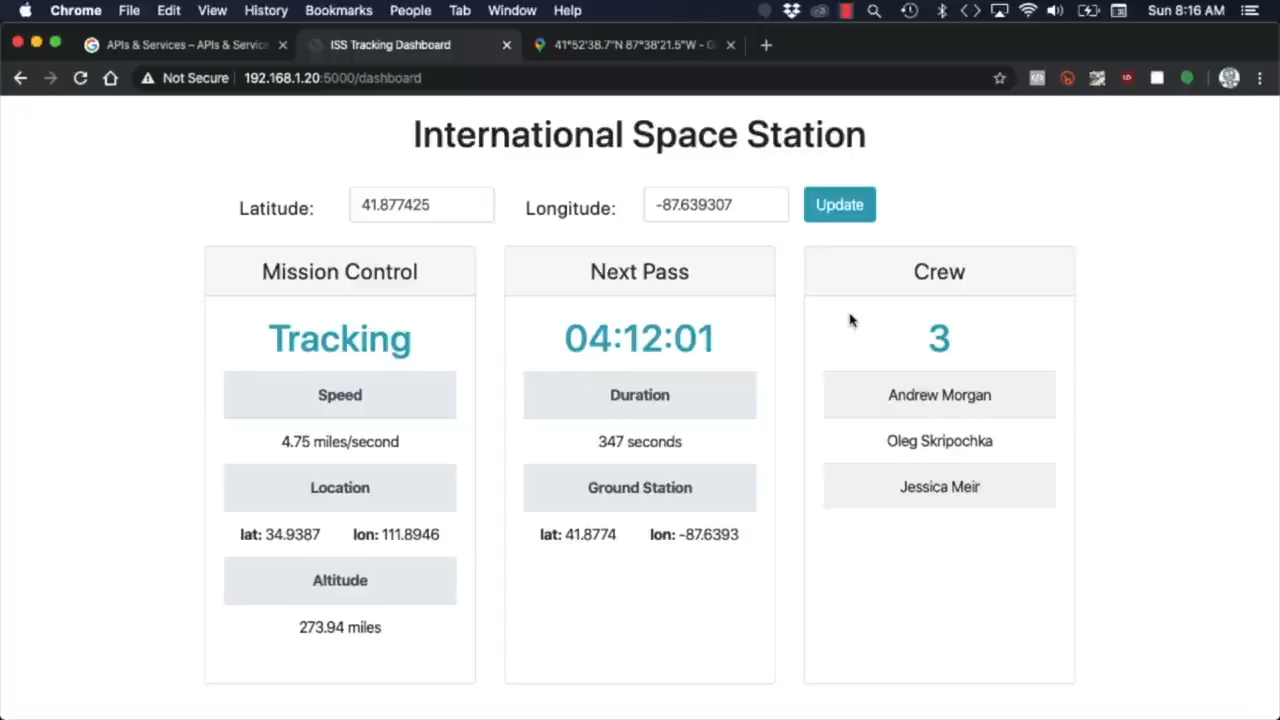 Chrome File Edit View History Bookmarks People Tab Window Help Sun 8:16 AM
APIs & Services – APIs & Service ISS Tracking Dashboard 41°52'38.7"N 87°38'21.5"W - G
Not Secure 192.168.1.20:5000/dashboard
International Space Station
Latitude: 41.877425 Longitude: -87.639307 Update
Mission Control
Tracking
Speed
4.75 miles/second
Location
lat: 34.9387 lon: 111.8946
Altitude
273.94 miles
Next Pass
04:12:01
Duration
347 seconds
Ground Station
lat: 41.8774 lon: -87.6393
Crew
3
Andrew Morgan
Oleg Skripochka
Jessica Meir